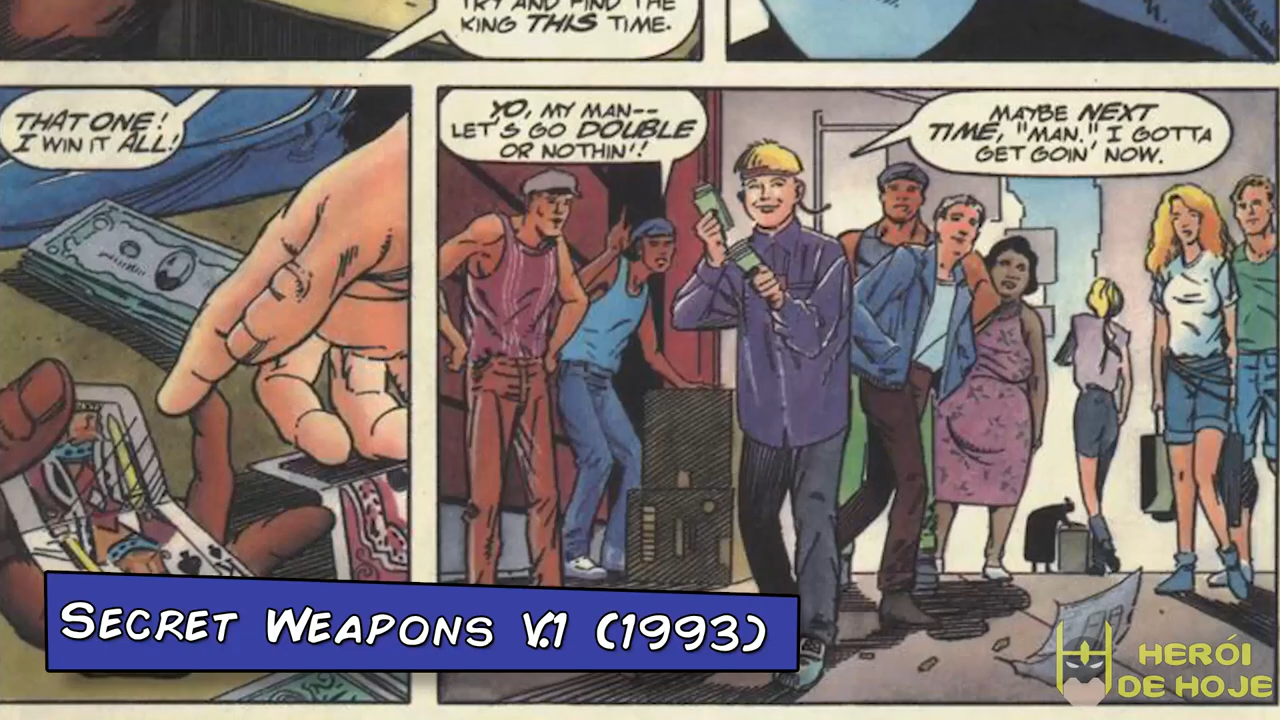 TRY AND FIND THE
KING THIS TIME.
THAT ONE!
I WIN IT ALL!
YO, MY MAN--
LET'S GO DOUBLE
OR NOTHIN'!
MAYBE NEXT
TIME, "MAN." I GOTTA
GET GOIN' NOW.
SECRET WEAPONS V.1 (1993)
HERÓI
DE HOJE